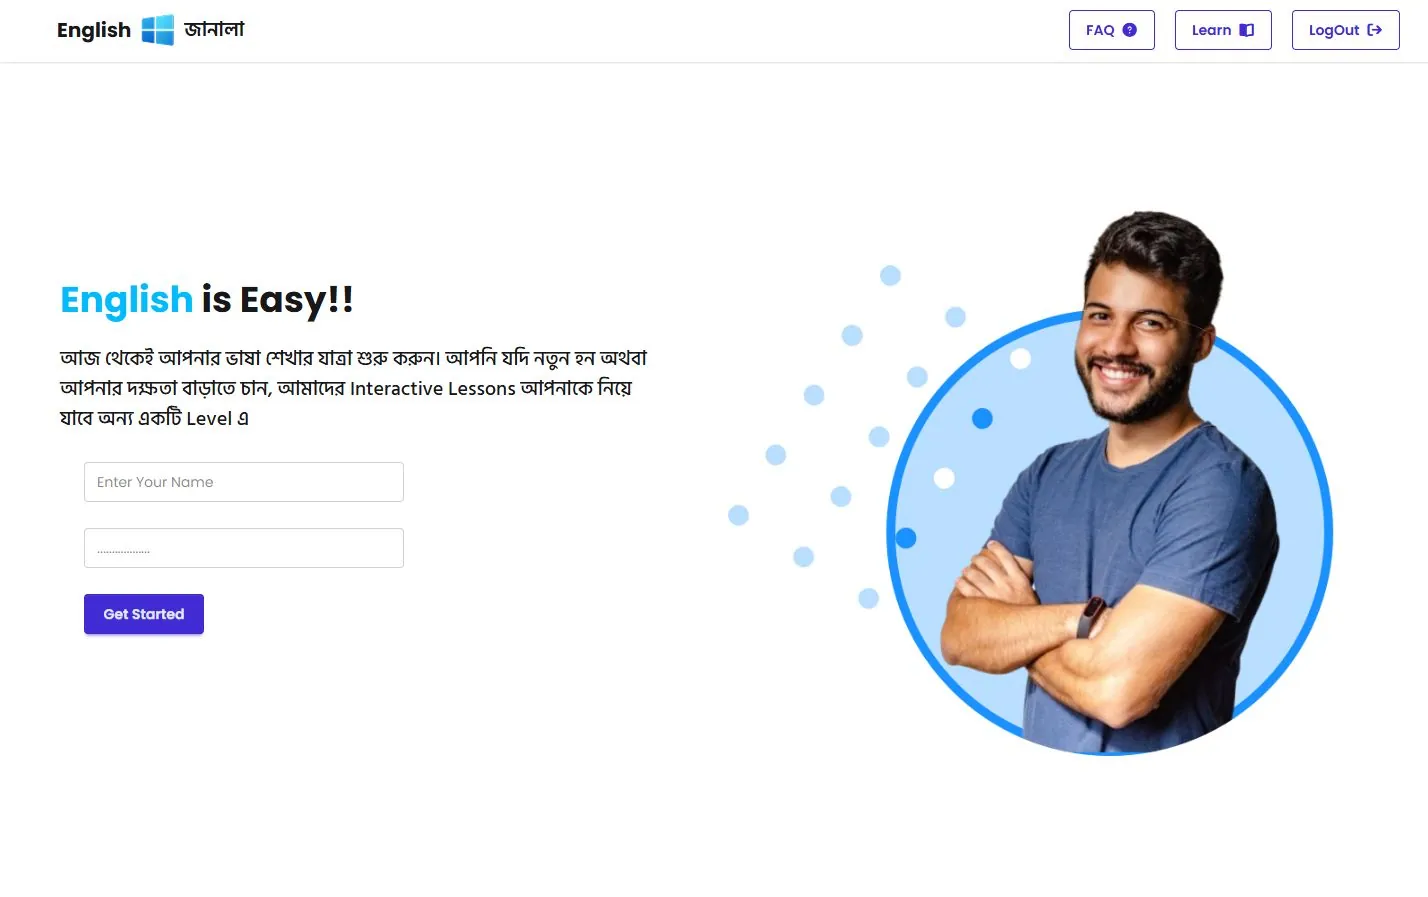 English জানালা
FAQ
Learn
LogOut
English is Easy!!
আজ থেকেই আপনার ভাষা শেখার যাত্রা শুরু করুন। আপনি যদি নতুন হন অথবা
আপনার দক্ষতা বাড়াতে চান, আমাদের Interactive Lessons আপনাকে নিয়ে
যাবে অন্য একটি Level এ
Enter Your Name
..................
Get Started